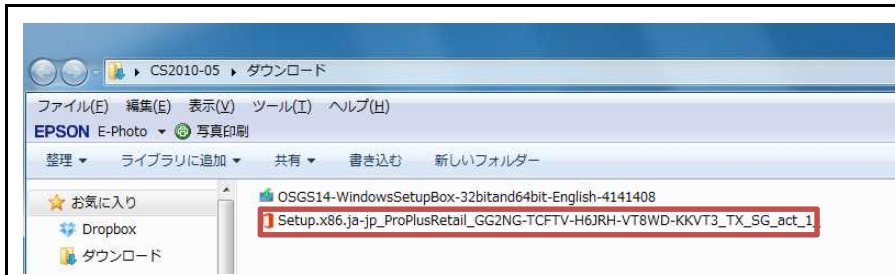 CS2010-05 ダウンロード
ファイル(F) 編集(E) 表示(V) ツール(T) ヘルプ(H)
EPSON E-Photo 写真印刷
整理 ライブラリに追加 共有 書き込む 新しいフォルダー
お気に入り
OSGS14-WindowsSetupBox-32bitand64bit-English-4141408
Setup.x86.ja-jp_ProPlusRetail_GG2NG-TCFTV-H6JRH-VT8WD-KKVT3_TX_SG_act_1_
Dropbox
ダウンロード